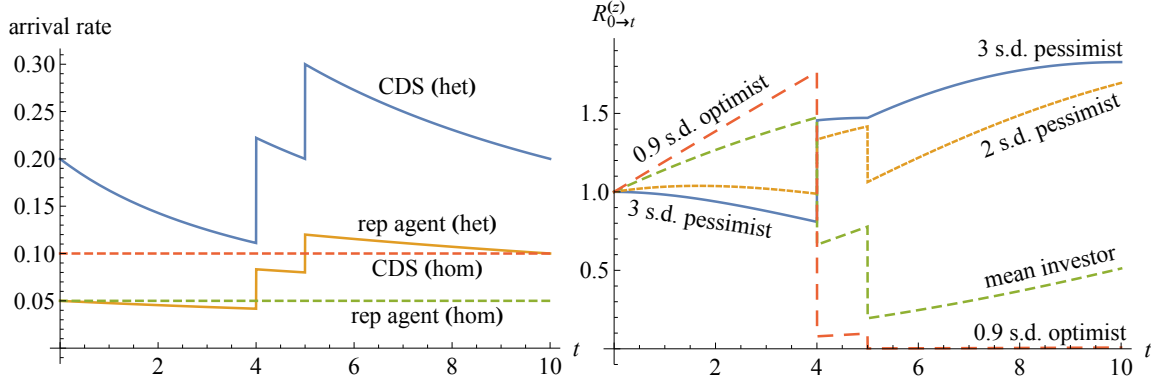 arrival rate
0.30
0.25
0.20
0.15
0.10
0.05
CDS (het)
rep agent (het)
CDS (hom)
rep agent (hom)
2
4
6
8
10
t
R_{0→t}^{(z)}
1.5
1.0
0.5
0.9 s.d. optimist
3 s.d. pessimist
3 s.d. pessimist
2 s.d. pessimist
mean investor
0.9 s.d. optimist
2
4
6
8
10
t